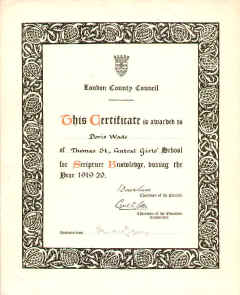 London County Council
This Certificate is awarded to
Doris Wade
of Thomas St. Central Girls' School
for Scripture Knowledge, during the
Year 1919-20.
Chairman of the Council.
Chairman of the Education